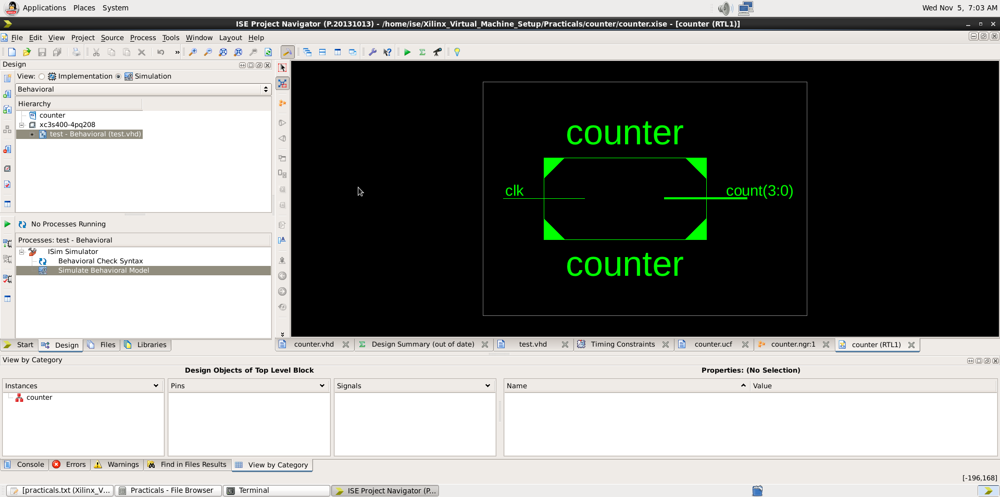 Applications Places System
Wed Nov 5, 7:03 AM
ISE Project Navigator (P.20131013) - /home/ise/Xilinx_Virtual_Machine_Setup/Practicals/counter/counter.xise - [counter (RTL1)]
File Edit View Project Source Process Tools Window Layout Help
Design
View: Implementation Simulation
Behavioral
Hierarchy
counter
xc3s400-4pq208
test - Behavioral (test.vhd)
No Processes Running
Processes: test - Behavioral
ISim Simulator
Behavioral Check Syntax
Simulate Behavioral Model
Start Design Files Libraries
counter
clk count(3:0)
counter
counter.vhd Design Summary (out of date) test.vhd Timing Constraints counter.ucf counter.ngr:1 counter (RTL1)
View by Category
Design Objects of Top Level Block Properties: (No Selection)
Instances Pins Signals Name Value
counter
Console Errors Warnings Find in Files Results View by Category
[-196,168]
[practicals.txt (Xilinx_V... Practicals - File Browser Terminal ISE Project Navigator (P...